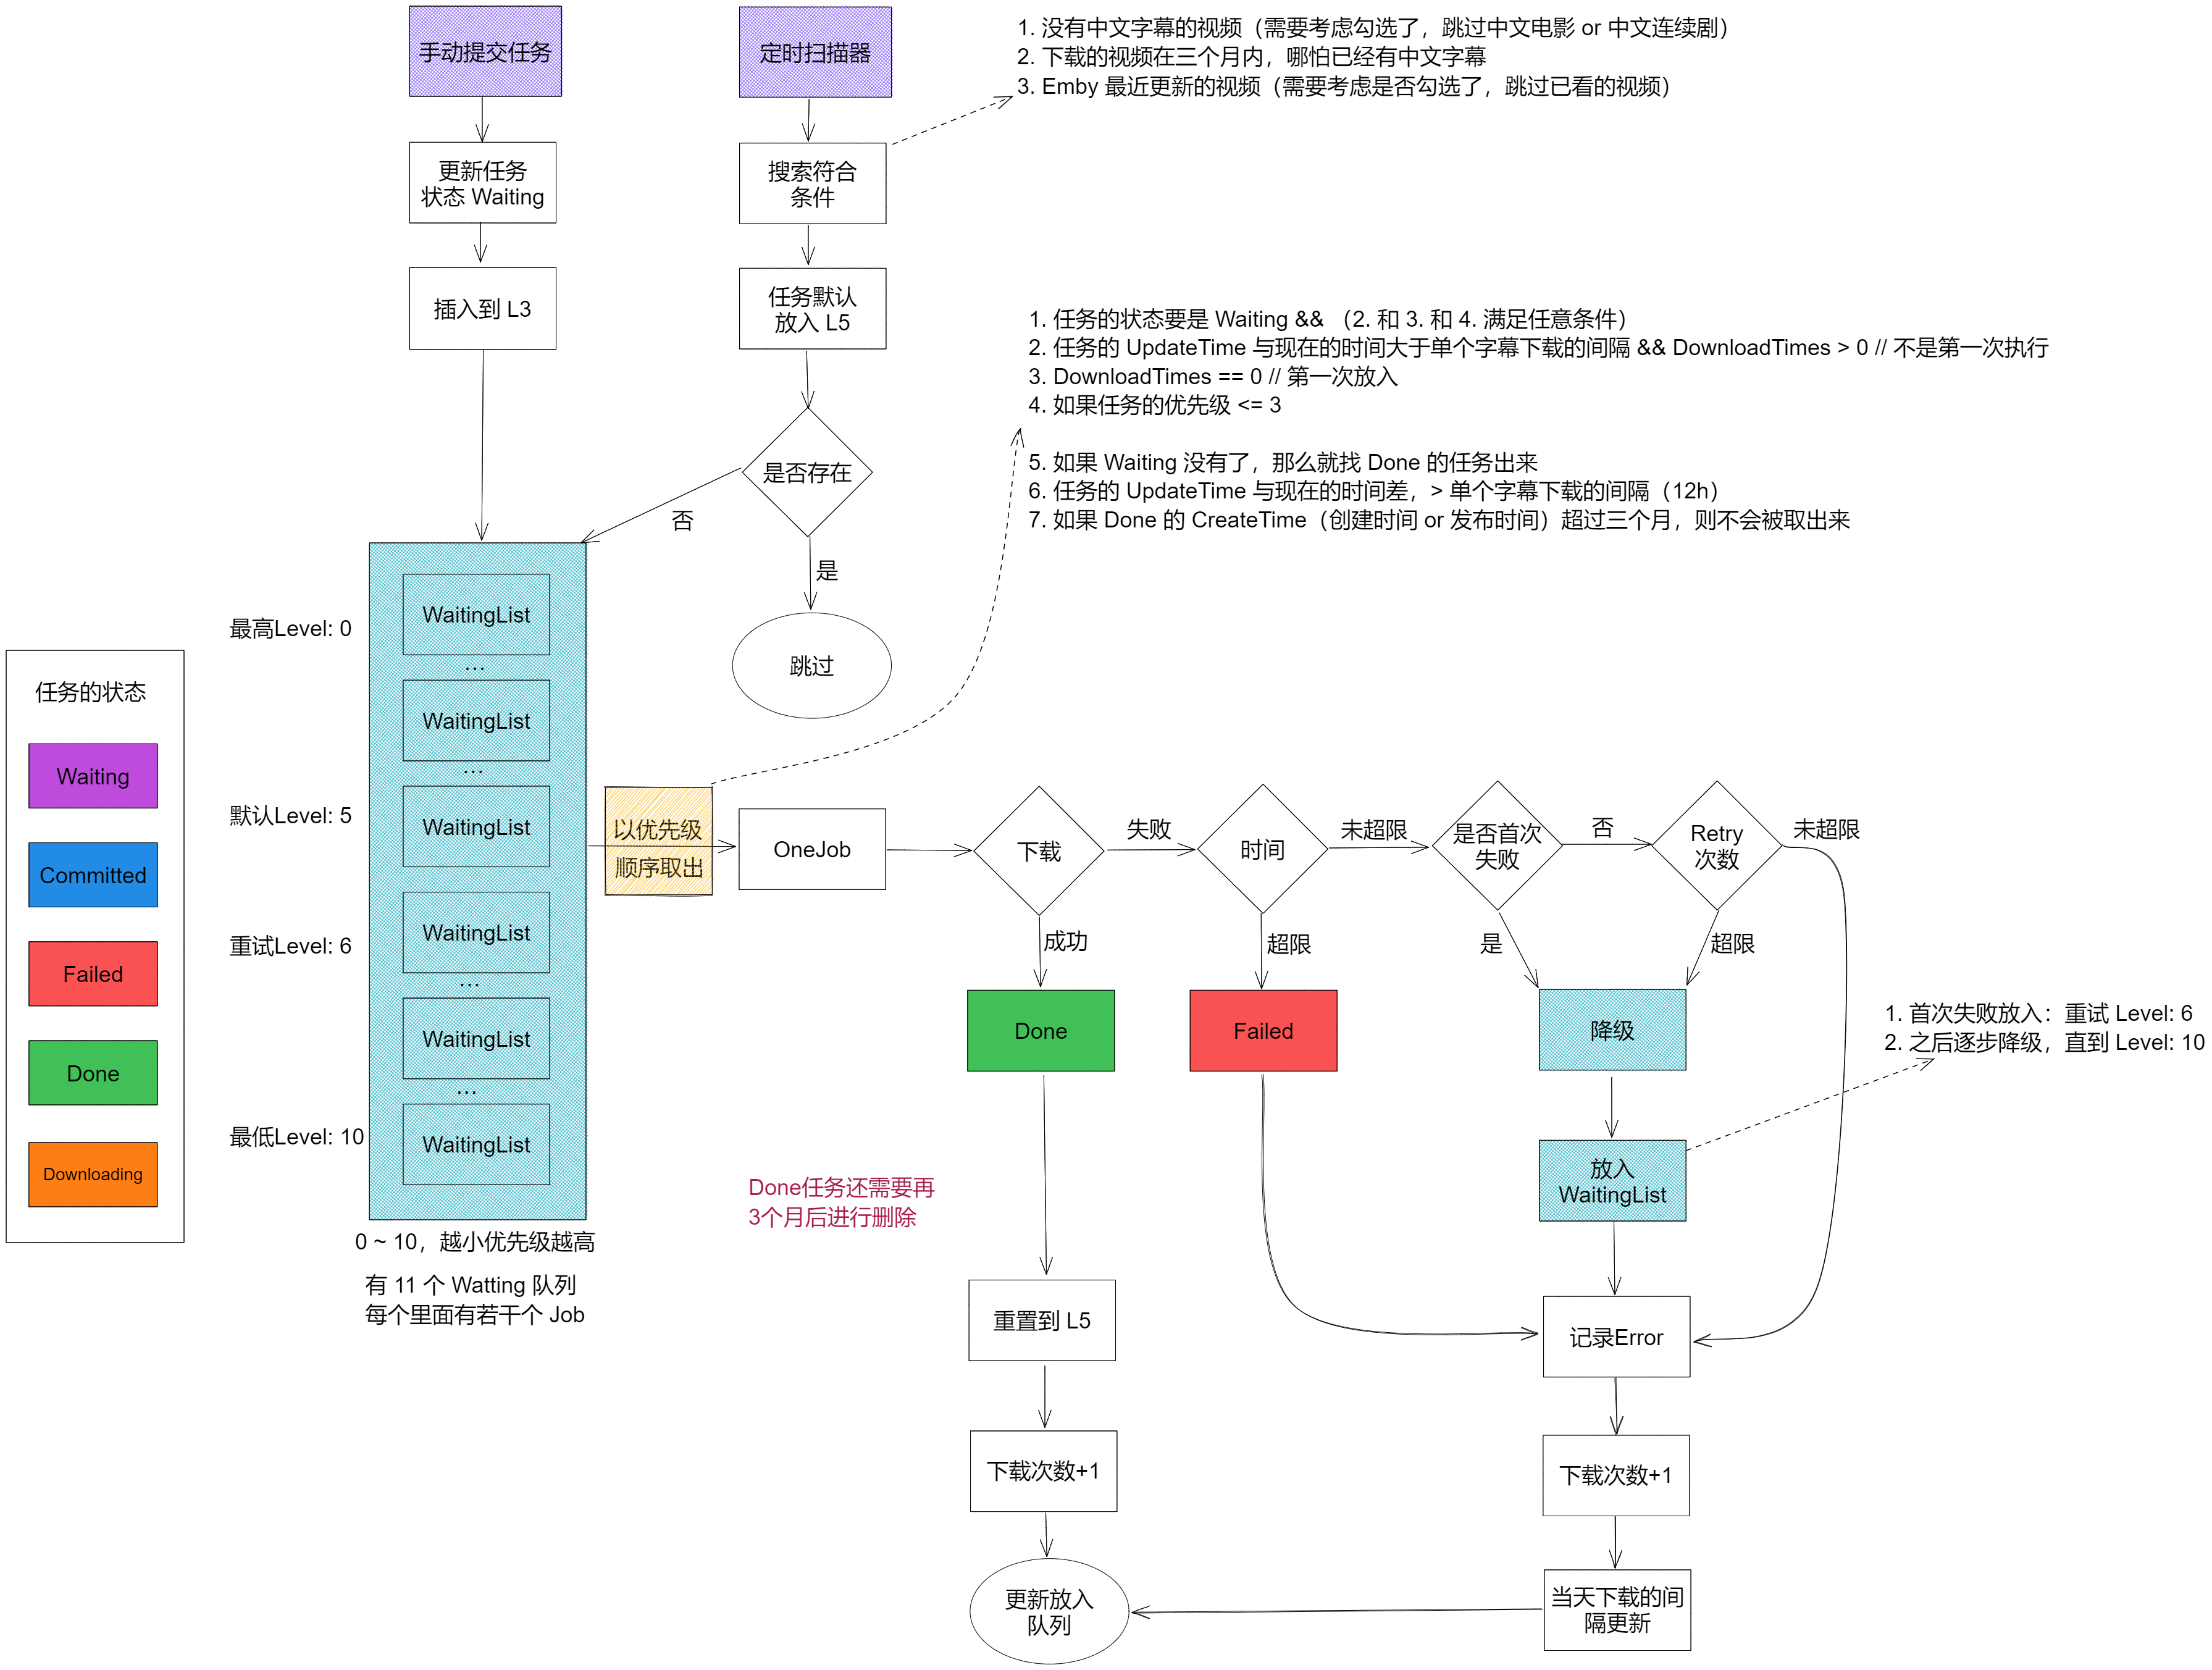 手动提交任务
定时扫描器
1. 没有中文字幕的视频（需要考虑勾选了，跳过中文电影 or 中文连续剧）
2. 下载的视频在三个月内，哪怕已经有中文字幕
3. Emby 最近更新的视频（需要考虑是否勾选了，跳过已看的视频）
更新任务
状态 Waiting
搜索符合
条件
插入到 L3
任务默认
放入 L5
1. 任务的状态要是 Waiting && （2. 和 3. 和 4. 满足任意条件）
2. 任务的 UpdateTime 与现在的时间大于单个字幕下载的间隔 && DownloadTimes > 0 // 不是第一次执行
3. DownloadTimes == 0 // 第一次放入
4. 如果任务的优先级 <= 3
5. 如果 Waiting 没有了，那么就找 Done 的任务出来
6. 任务的 UpdateTime 与现在的时间差，> 单个字幕下载的间隔（12h）
7. 如果 Done 的 CreateTime（创建时间 or 发布时间）超过三个月，则不会被取出来
是否存在
否
是
跳过
最高Level: 0
WaitingList
...
WaitingList
...
默认Level: 5
WaitingList
重试Level: 6
WaitingList
...
WaitingList
...
最低Level: 10
WaitingList
0 ~ 10，越小优先级越高
有 11 个 Watting 队列
每个里面有若干个 Job
任务的状态
Waiting
Committed
Failed
Done
Downloading
以优先级
顺序取出
OneJob
下载
失败
时间
未超限
是否首次
失败
否
Retry
次数
未超限
成功
超限
是
超限
Done
Failed
降级
1. 首次失败放入：重试 Level: 6
2. 之后逐步降级，直到 Level: 10
放入
WaitingList
Done任务还需要再
3个月后进行删除
重置到 L5
记录Error
下载次数+1
下载次数+1
更新放入
队列
当天下载的间
隔更新